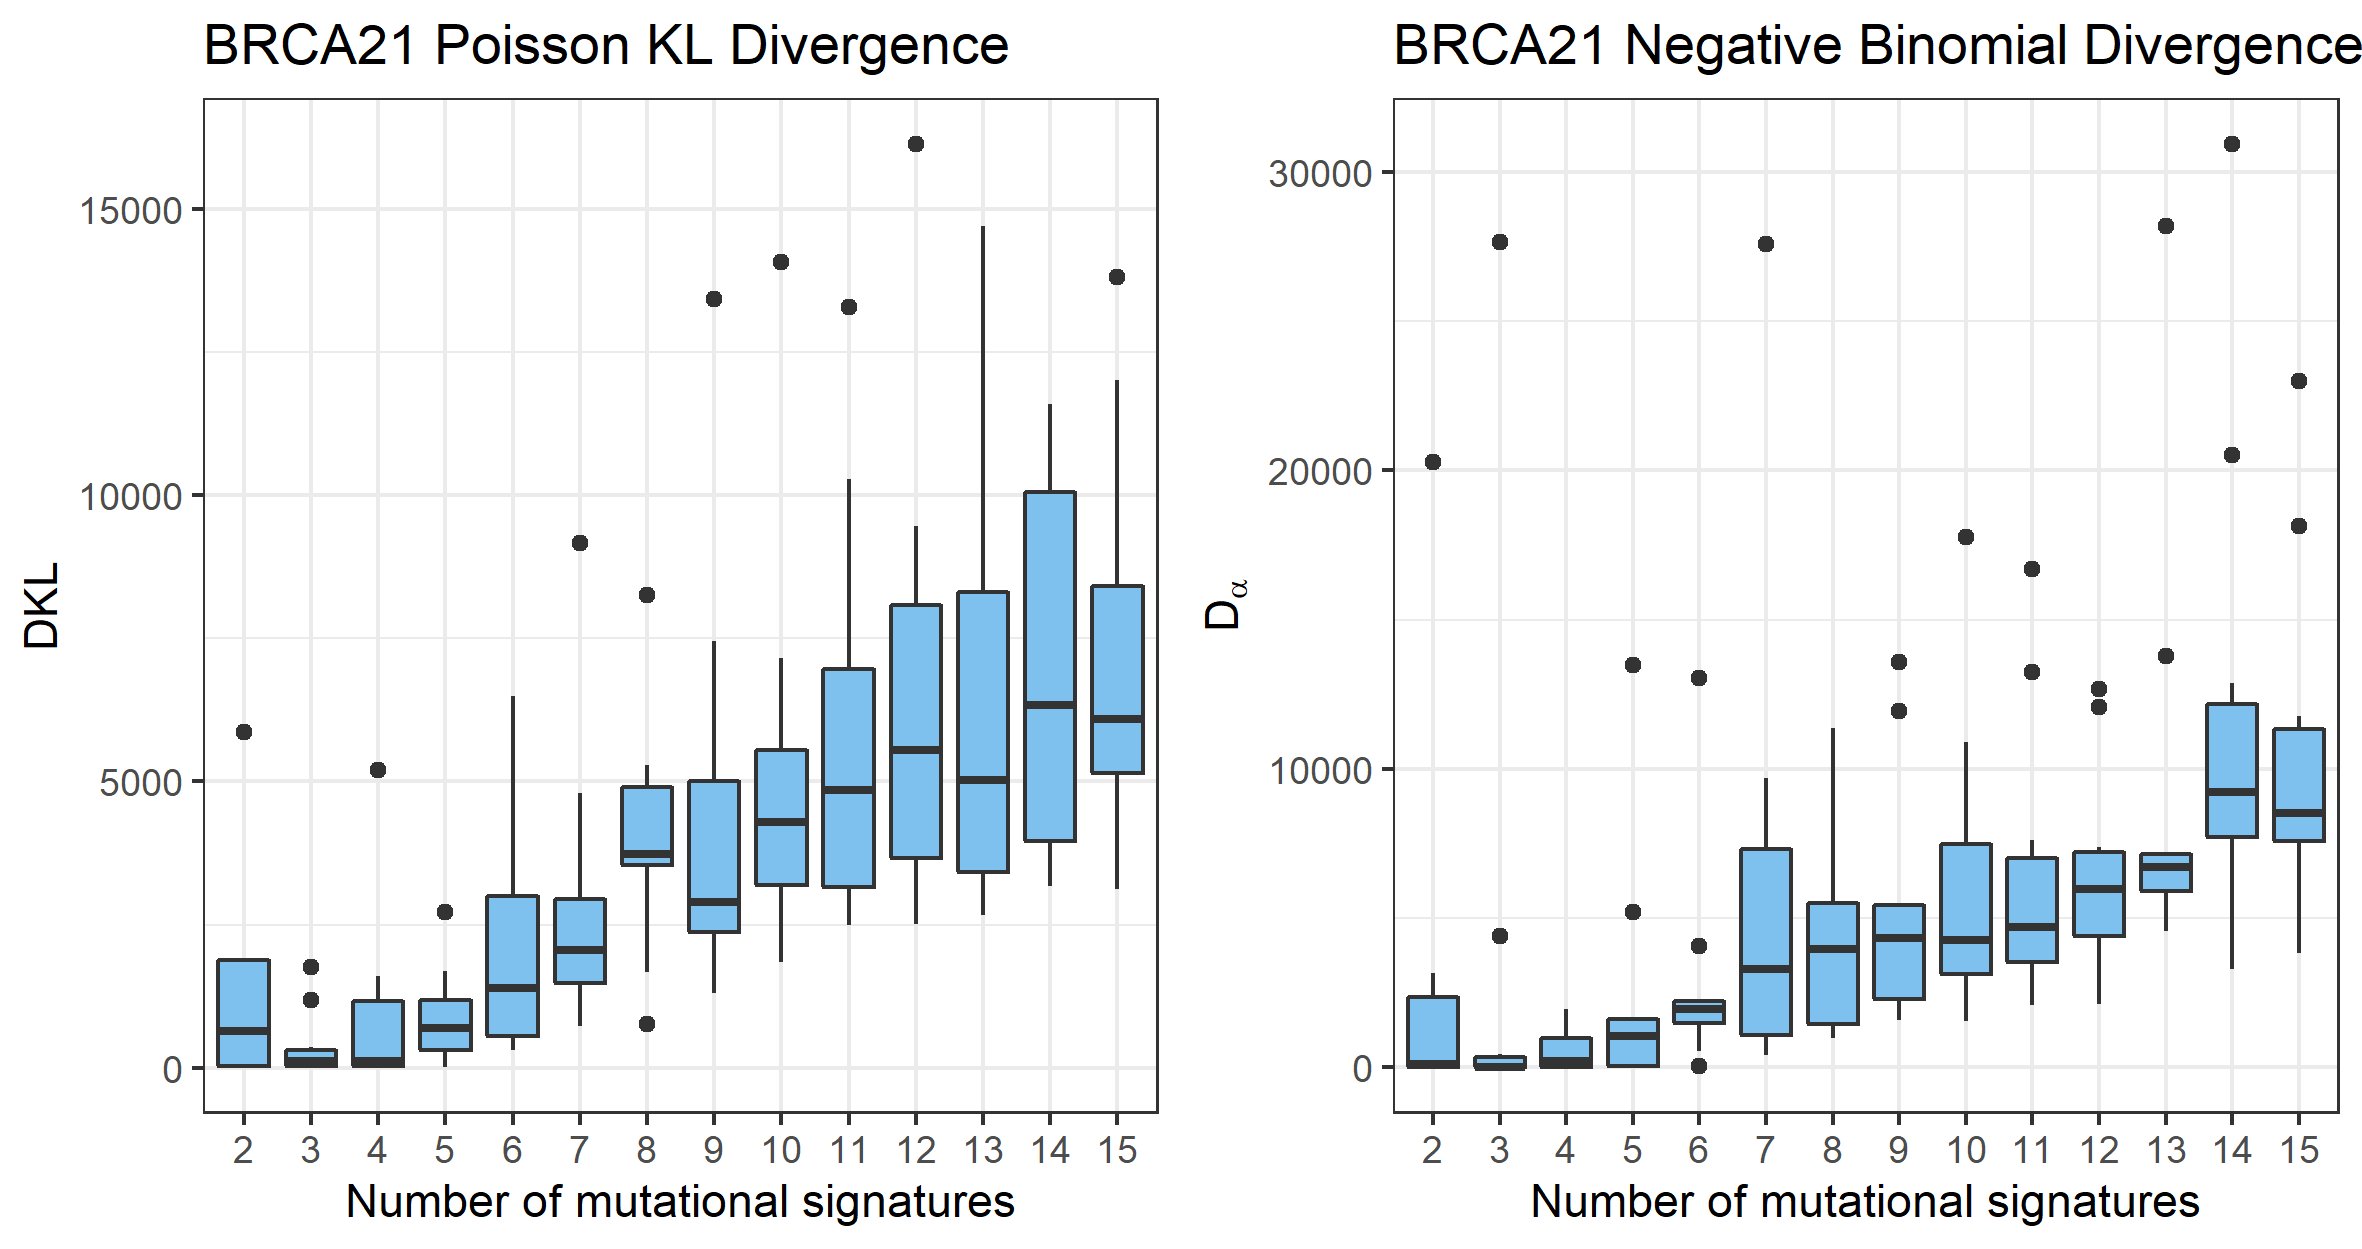 BRCA21 Poisson KL Divergence
DKL
15000
10000
5000
0
2 3 4 5 6 7 8 9 10 11 12 13 14 15
Number of mutational signatures
BRCA21 Negative Binomial Divergence
Dα
30000
20000
10000
0
2 3 4 5 6 7 8 9 10 11 12 13 14 15
Number of mutational signatures